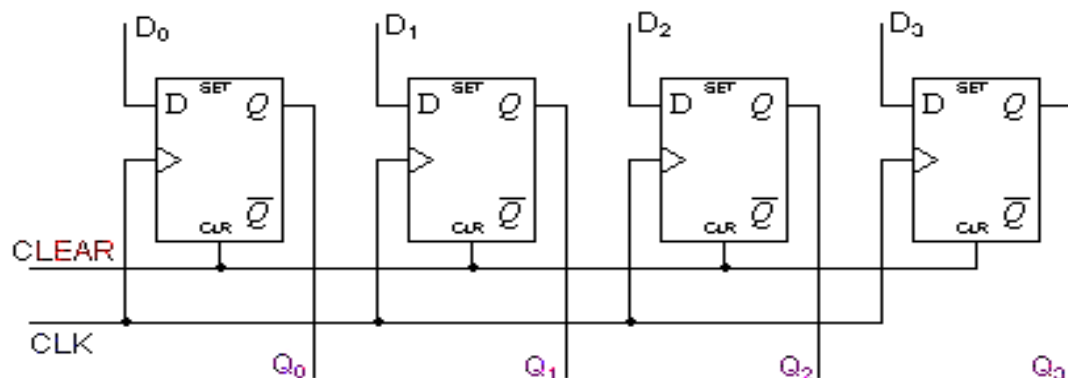 D₀ D₁ D₂ D₃
SET SET SET SET
D Q D Q D Q D Q
Q̅ Q̅ Q̅ Q̅
CLR CLR CLR CLR
CLEAR
CLK
Q₀ Q₁ Q₂ Q₃